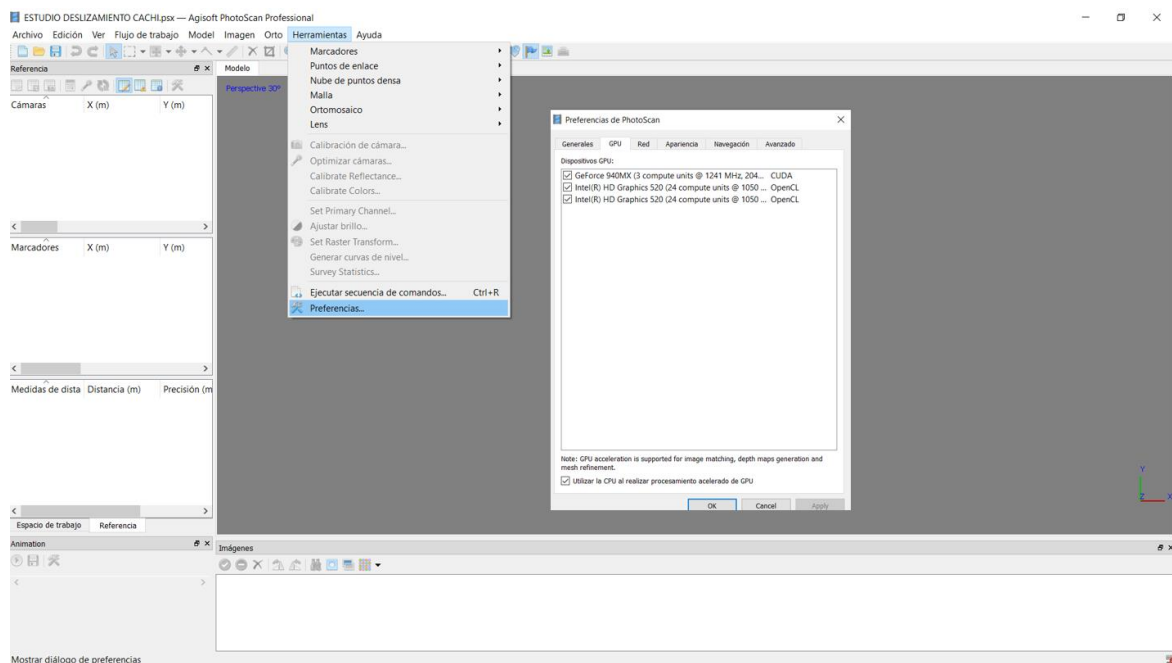 ESTUDIO DESLIZAMIENTO CACHI.psx — Agisoft PhotoScan Professional
Archivo Edición Ver Flujo de trabajo Model Imagen Orto Herramientas Ayuda
Referencia
Cámaras X (m) Y (m)
Marcadores X (m) Y (m)
Medidas de dista Distancia (m) Precisión (m
Espacio de trabajo Referencia
Animation
Modelo
Perspective 30°
Marcadores
Puntos de enlace
Nube de puntos densa
Malla
Ortomosaico
Lens
Calibración de cámara...
Optimizar cámaras...
Calibrate Reflectance...
Calibrate Colors...
Set Primary Channel...
Ajustar brillo...
Set Raster Transform...
Generar curvas de nivel...
Survey Statistics...
Ejecutar secuencia de comandos... Ctrl+R
Preferencias...
Preferencias de PhotoScan
Generales GPU Red Apariencia Navegación Avanzado
Dispositivos GPU:
GeForce 940MX (3 compute units @ 1241 MHz, 204... CUDA
Intel(R) HD Graphics 520 (24 compute units @ 1050 ... OpenCL
Intel(R) HD Graphics 520 (24 compute units @ 1050 ... OpenCL
Note: GPU acceleration is supported for image matching, depth maps generation and
mesh refinement.
Utilizar la CPU al realizar procesamiento acelerado de GPU
OK Cancel Apply
Y
Z X
Imágenes
Mostrar diálogo de preferencias